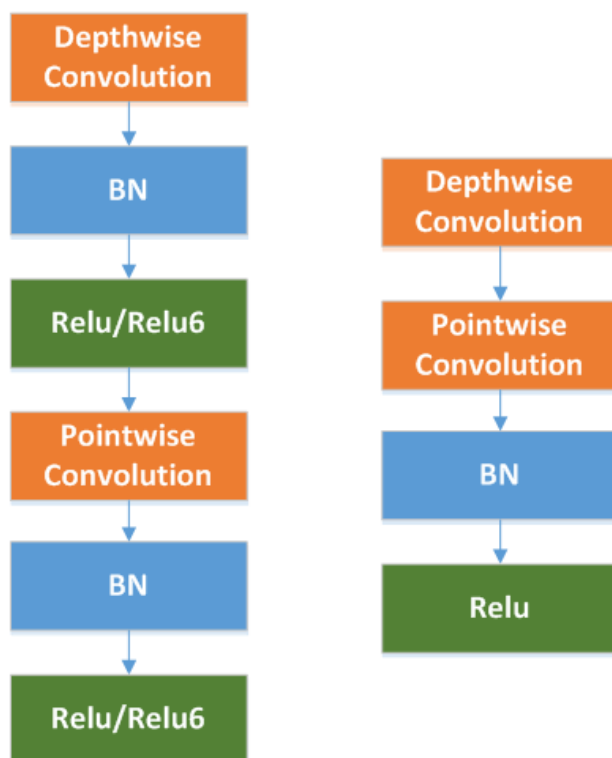 Depthwise
Convolution
BN
Relu/Relu6
Pointwise
Convolution
BN
Relu/Relu6
Depthwise
Convolution
Pointwise
Convolution
BN
Relu